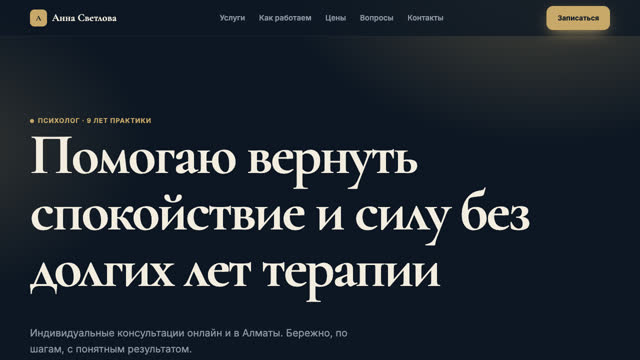 А Анна Светлова
Услуги Как работаем Цены Вопросы Контакты
Записаться
ПСИХОЛОГ · 9 ЛЕТ ПРАКТИКИ
Помогаю вернуть
спокойствие и силу без
долгих лет терапии
Индивидуальные консультации онлайн и в Алматы. Бережно, по
шагам, с понятным результатом.